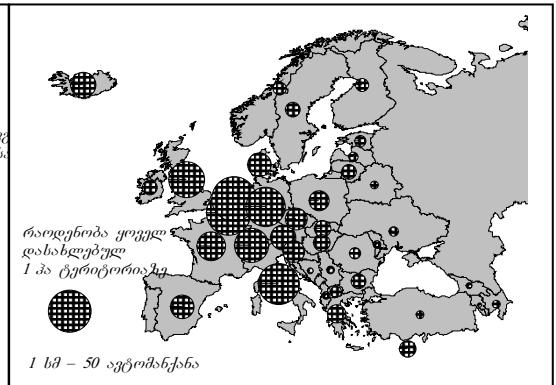 რაოდენობა ყოველ
დასახლებულ
1 ჰა ტერიტორიაზე
1 სმ – 50 ავტომანქანა